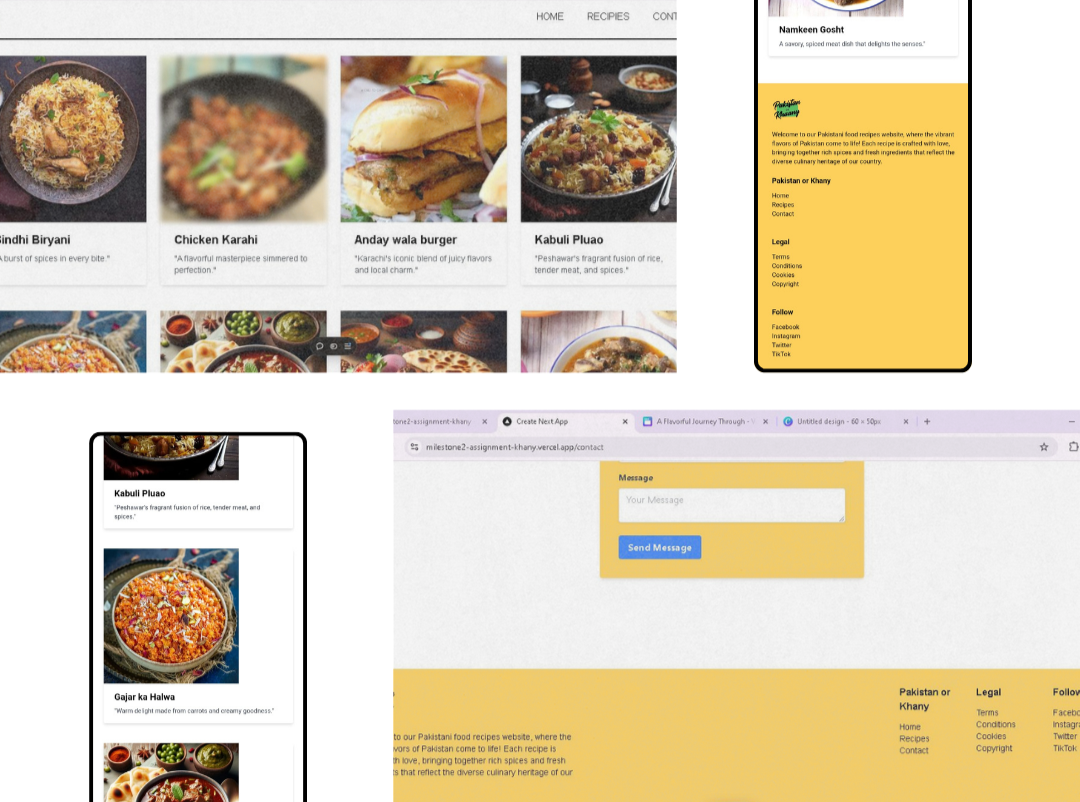 HOME RECIPIES CONT
Sindhi Biryani
A burst of spices in every bite."
Chicken Karahi
"A flavorful masterpiece simmered to
perfection."
Anday wala burger
"Karachi's iconic blend of juicy flavors
and local charm."
Kabuli Pluao
"Peshawar's fragrant fusion of rice,
tender meat, and spices."
Namkeen Gosht
A savory, spiced meat dish that delights the senses."
Pakistan
Khany
Welcome to our Pakistani food recipes website, where the vibrant
flavors of Pakistan come to life! Each recipe is crafted with love,
bringing together rich spices and fresh ingredients that reflect the
diverse culinary heritage of our country.
Pakistan or Khany
Home
Recipes
Contact
Legal
Terms
Conditions
Cookies
Copyright
Follow
Facebook
Instagram
Twitter
TikTok
Kabuli Pluao
"Peshawar's fragrant fusion of rice, tender meat, and
spices."
Gajar ka Halwa
"Warm delight made from carrots and creamy goodness."
tone2-assignment-khany
Create Next App
A Flavorful Journey Through -
Untitled design - 60 × 50px
milestone2-assignment-khany.vercel.app/contact
Message
Your Message
Send Message
to our Pakistani food recipes website, where the
vors of Pakistan come to life! Each recipe is
th love, bringing together rich spices and fresh
s that reflect the diverse culinary heritage of our
Pakistan or
Khany
Home
Recipes
Contact
Legal
Terms
Conditions
Cookies
Copyright
Follow
Facebo
Instagra
Twitter
TikTok